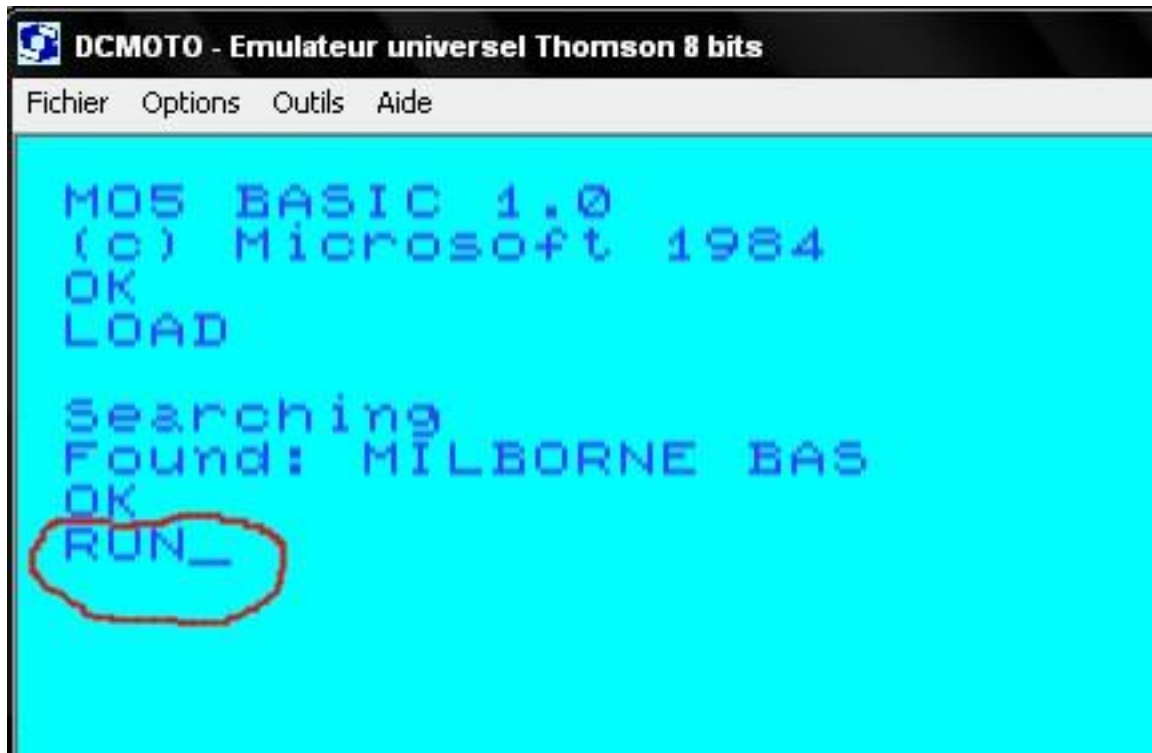 DCMOTO - Emulateur universel Thomson 8 bits
Fichier Options Outils Aide
MO5 BASIC 1.0
(c) Microsoft 1984
OK
LOAD
Searching
Found: MILBORNE BAS
OK
RUN_